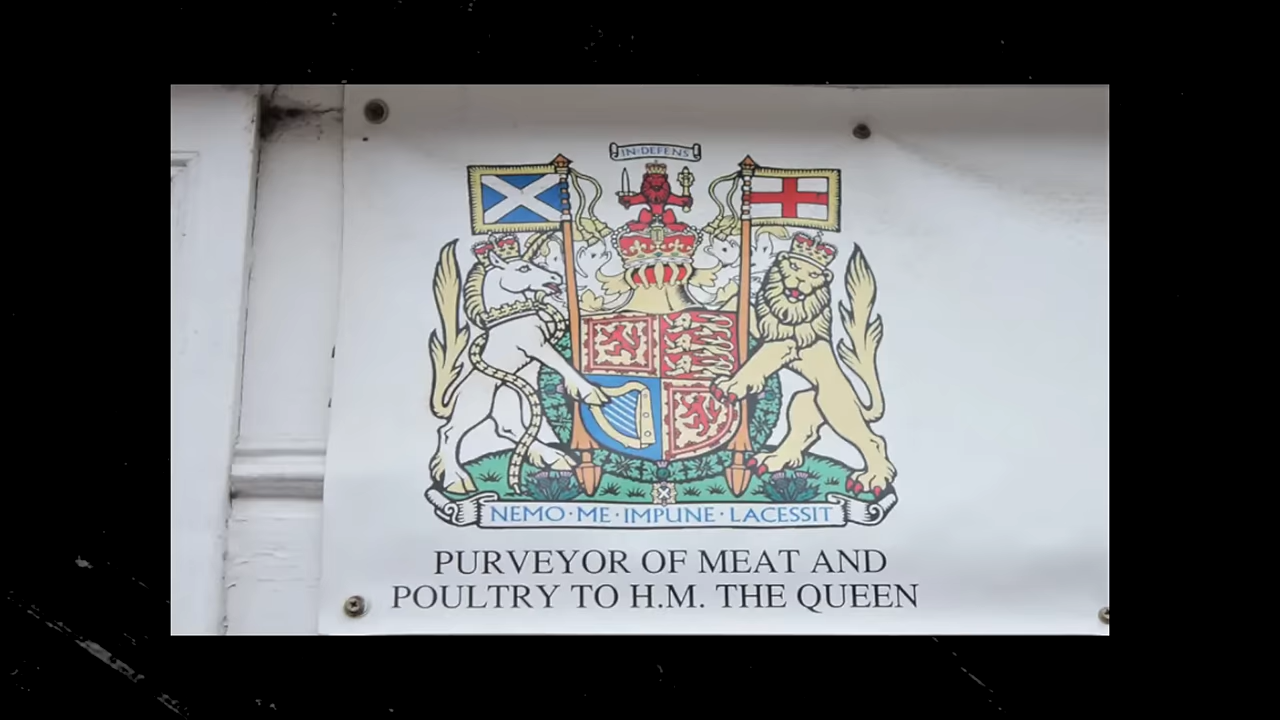 IN·DEFENS
NEMO·ME·IMPUNE·LACESSIT
PURVEYOR OF MEAT AND
POULTRY TO H.M. THE QUEEN